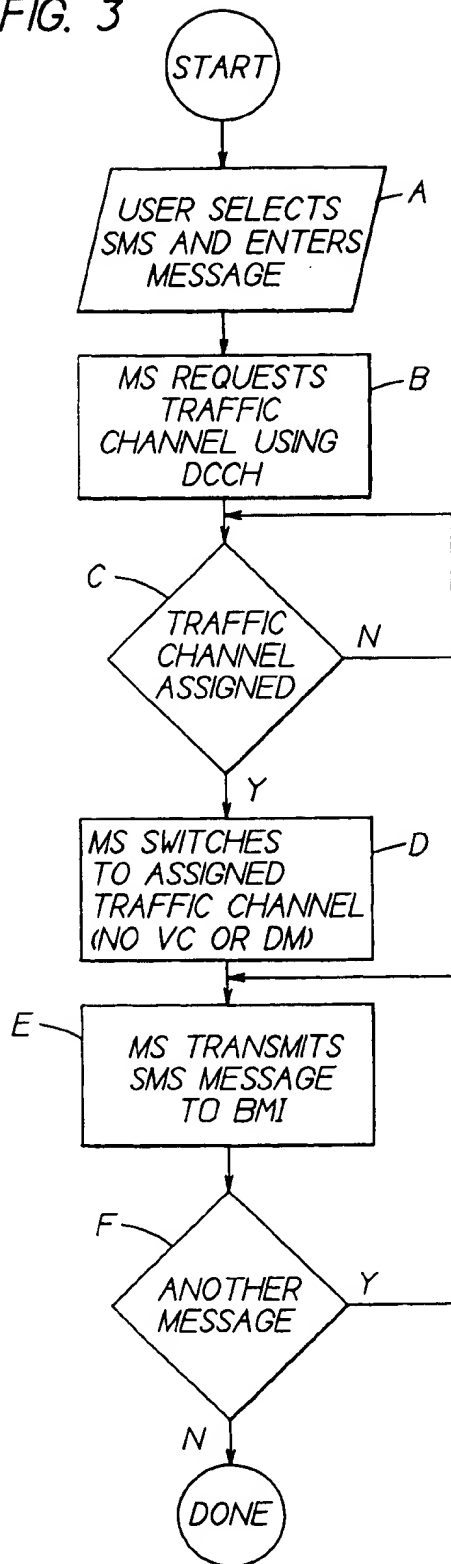 FIG. 3
START
A
USER SELECTS
SMS AND ENTERS
MESSAGE
B
MS REQUESTS
TRAFFIC
CHANNEL USING
DCCH
C
TRAFFIC
CHANNEL
ASSIGNED
N
Y
D
MS SWITCHES
TO ASSIGNED
TRAFFIC CHANNEL
(NO VC OR DM)
E
MS TRANSMITS
SMS MESSAGE
TO BMI
F
ANOTHER
MESSAGE
Y
N
DONE